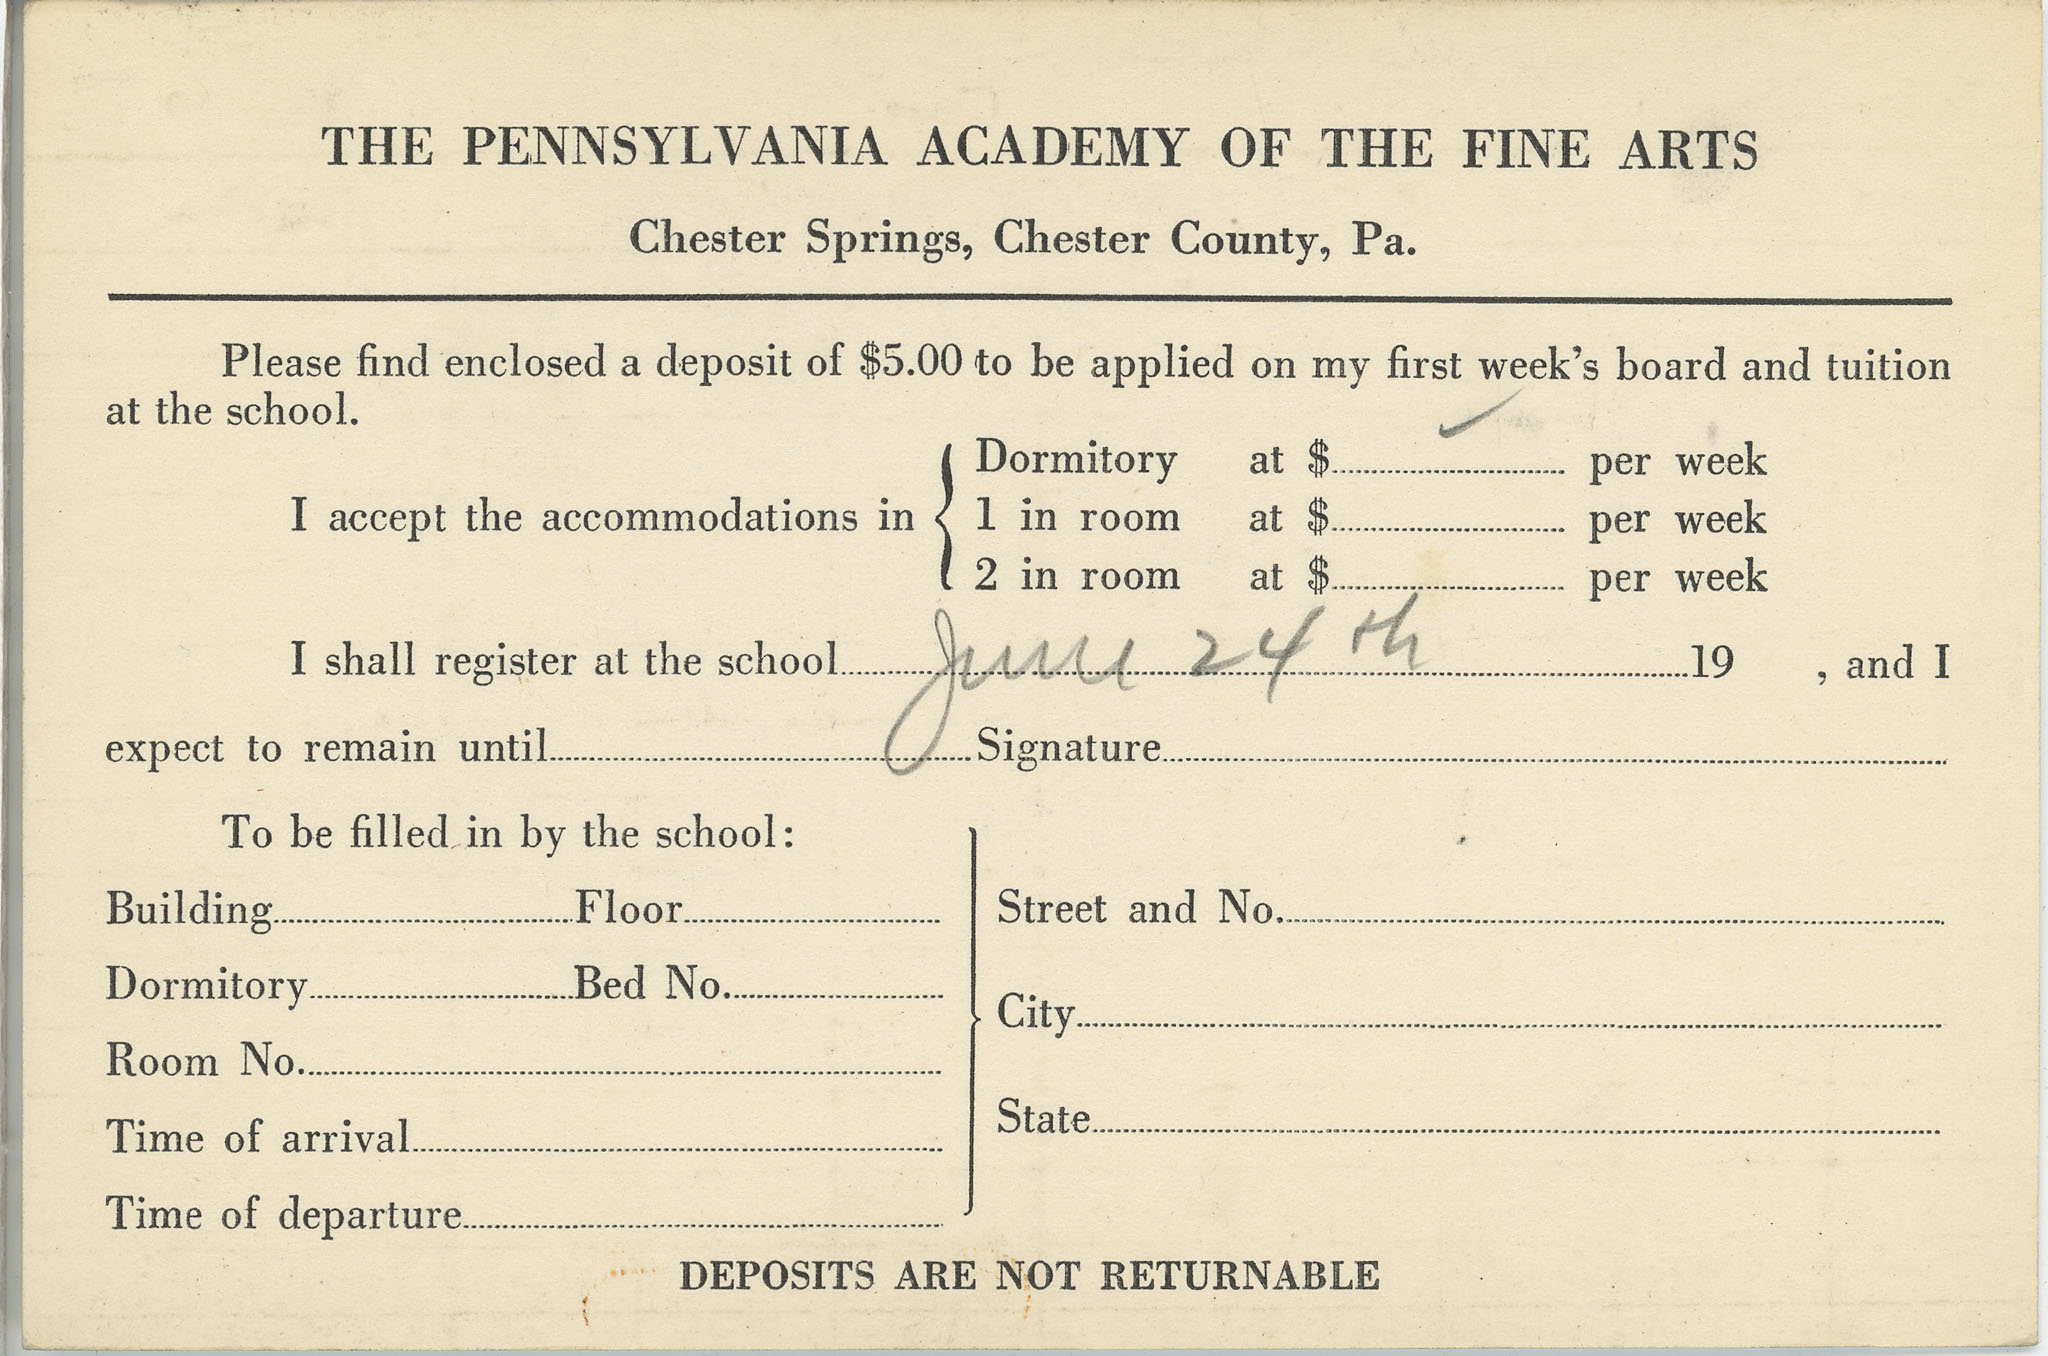 THE PENNSYLVANIA ACADEMY OF THE FINE ARTS
Chester Springs, Chester County, Pa.
Please find enclosed a deposit of $5.00 to be applied on my first week's board and tuition
at the school.
Dormitory at $.......... per week
I accept the accommodations in { 1 in room at $.......... per week
2 in room at $.......... per week
I shall register at the school June 24th 19 , and I
expect to remain until.......... Signature..........
To be filled in by the school:
Building.......... Floor.......... Street and No...........
Dormitory.......... Bed No...........
City..........
Room No...........
State..........
Time of arrival..........
Time of departure..........
DEPOSITS ARE NOT RETURNABLE